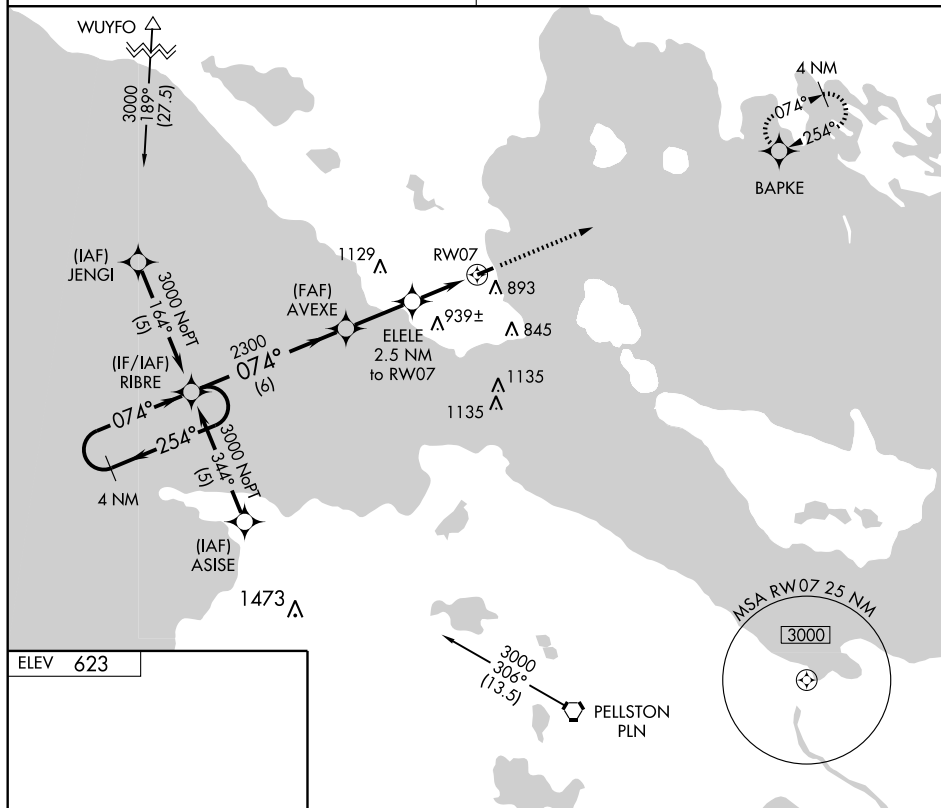 WUYFO
3000
189°
(27.5)
4 NM
074°
254°
BAPKE
(IAF)
JENGI
3000 NoPT
164°
(5)
1129
RW07
893
(FAF)
AVEXE
939±
845
ELELE
2.5 NM
to RW07
2300
074°
(6)
(IF/IAF)
RIBRE
1135
1135
074°
254°
4 NM
3000 NoPT
344°
(5)
(IAF)
ASISE
1473
MSA RW07 25 NM
3000
3000
306°
(13.5)
PELLSTON
PLN
ELEV 623